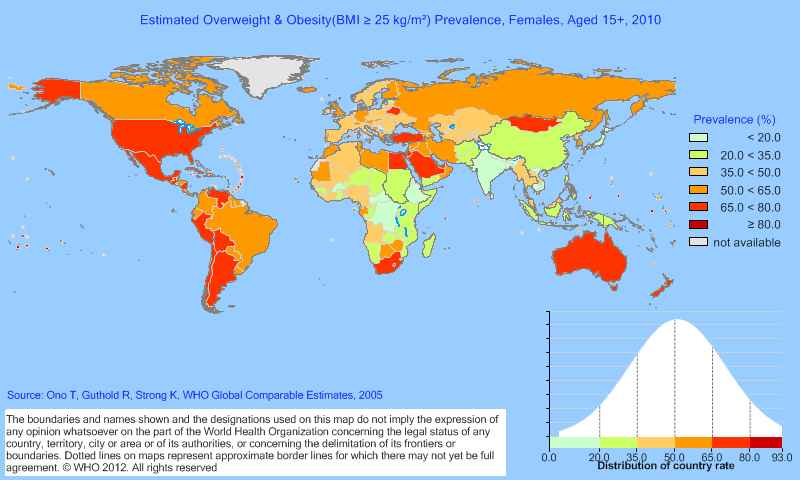 Estimated Overweight & Obesity(BMI ≥ 25 kg/m²) Prevalence, Females, Aged 15+, 2010
Prevalence (%)
< 20.0
20.0 < 35.0
35.0 < 50.0
50.0 < 65.0
65.0 < 80.0
≥ 80.0
not available
Source: Ono T, Guthold R, Strong K, WHO Global Comparable Estimates, 2005
The boundaries and names shown and the designations used on this map do not imply the expression of
any opinion whatsoever on the part of the World Health Organization concerning the legal status of any
country, territory, city or area or of its authorities, or concerning the delimitation of its frontiers or
boundaries. Dotted lines on maps represent approximate border lines for which there may not yet be full
agreement. © WHO 2012. All rights reserved
0.0 20.0 35.0 50.0 65.0 80.0 93.0
Distribution of country rate